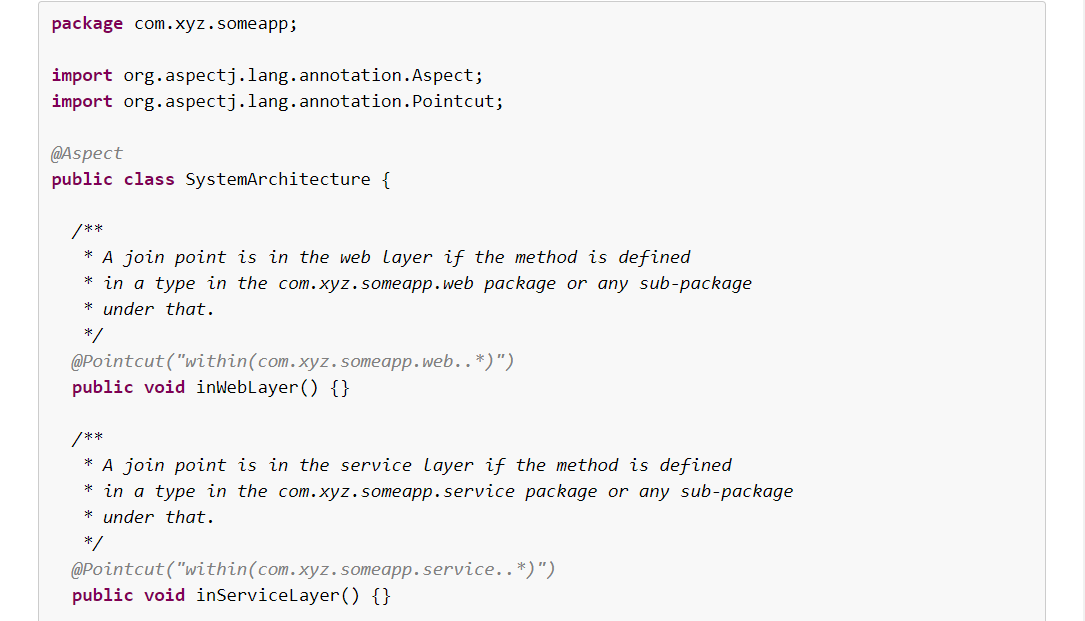 package com.xyz.someapp;
import org.aspectj.lang.annotation.Aspect;
import org.aspectj.lang.annotation.Pointcut;
@Aspect
public class SystemArchitecture {
/**
* A join point is in the web layer if the method is defined
* in a type in the com.xyz.someapp.web package or any sub-package
* under that.
*/
@Pointcut("within(com.xyz.someapp.web..*)")
public void inWebLayer() {}
/**
* A join point is in the service layer if the method is defined
* in a type in the com.xyz.someapp.service package or any sub-package
* under that.
*/
@Pointcut("within(com.xyz.someapp.service..*)")
public void inServiceLayer() {}